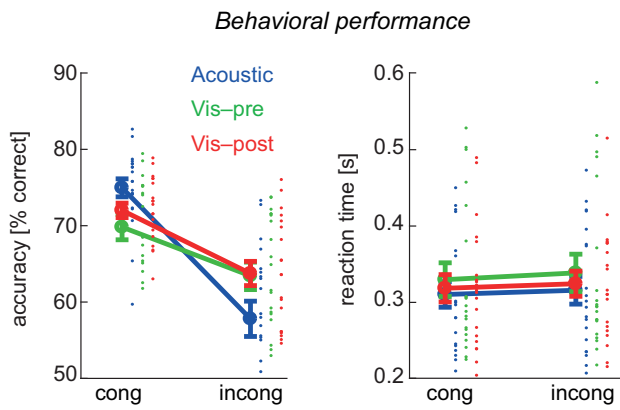 Behavioral performance
accuracy [% correct]
90
80
70
60
50
cong
incong
Acoustic
Vis–pre
Vis–post
reaction time [s]
0.6
0.5
0.4
0.3
0.2
cong
incong